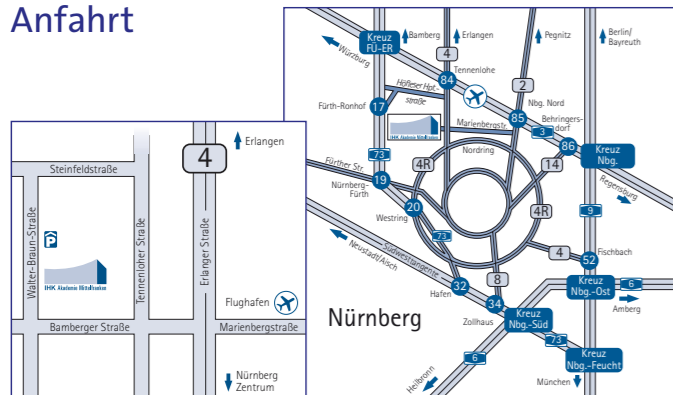 Anfahrt
4
Erlangen
Steinfeldstraße
Walter-Braun-Straße
P
Tennenloher Straße
Erlanger Straße
IHK Akademie Mittelfranken
Flughafen
Bamberger Straße
Marienbergstraße
Nürnberg
Zentrum
Würzburg
Kreuz
FÜ-ER
Bamberg
Erlangen
Pegnitz
Berlin/
Bayreuth
4
Tennenlohe
84
2
Höfleser Hpt-
straße
Fürth-Ronhof
17
Nbg. Nord
85
Behringers-
dorf
3
86
Kreuz
Nbg.
Regensburg
IHK Akademie Mittelfranken
Marienbergstr.
Nordring
73
4R
14
Fürther Str.
19
Nürnberg-
Fürth
20
Westring
4R
9
73
Neustadt/Aisch
Südwesttangente
4
Fischbach
52
8
32
Hafen
34
Zollhaus
Kreuz
Nbg.-Ost
6
Amberg
Nürnberg
Kreuz
Nbg.-Süd
73
6
Heilbronn
Kreuz
Nbg.-Feucht
München